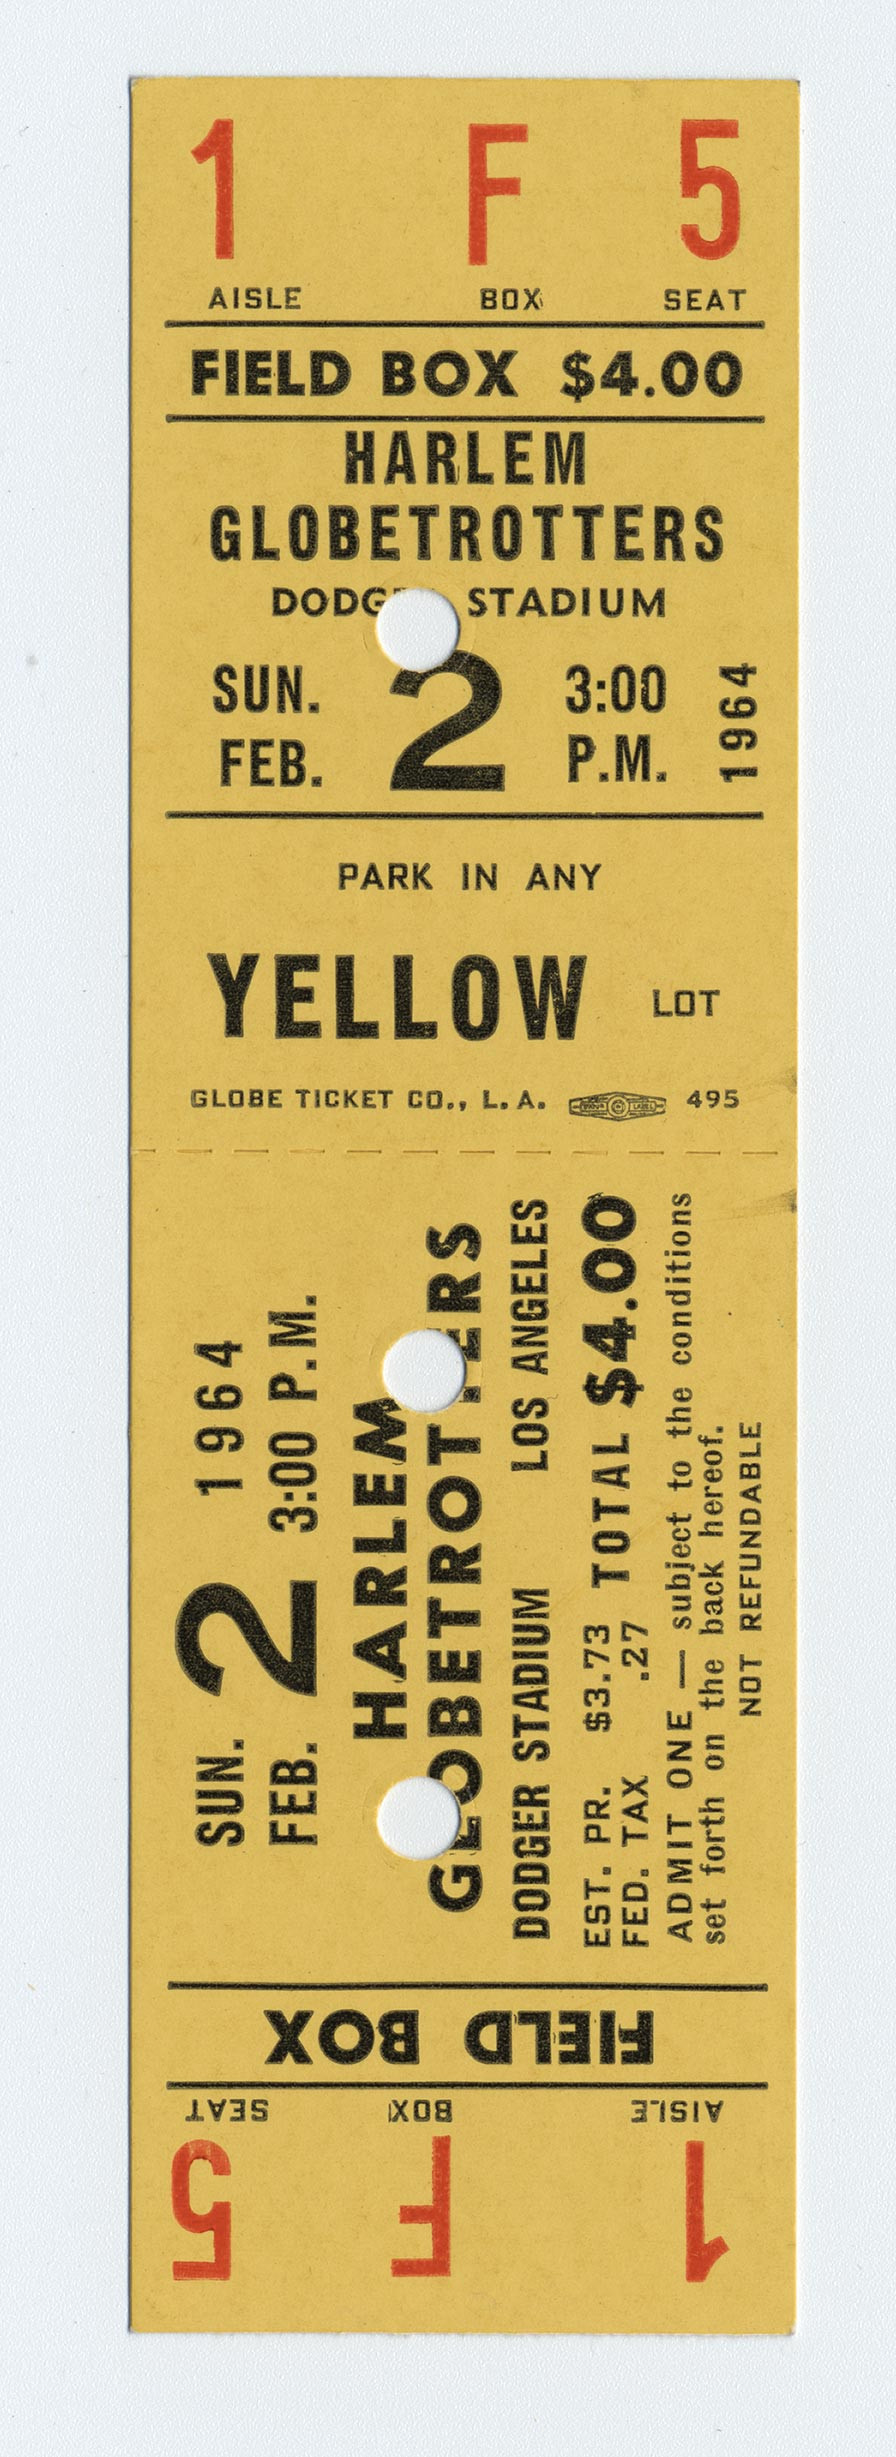 1 F 5
AISLE BOX SEAT
FIELD BOX $4.00
HARLEM
GLOBETROTTERS
STADIUM
SUN. 2 3:00 1964
FEB. P.M.
PARK IN ANY
YELLOW LOT
GLOBE TICKET CO., L.A. 495
SUN. 2 1964
FEB. 3:00 P.M.
HARLEM
GLOBETROTTERS
DODGER STADIUM LOS ANGELES
EST. PR. $3.73 TOTAL $4.00
FED. TAX .27
ADMIT ONE — subject to the conditions
set forth on the back hereof.
NOT REFUNDABLE
FIELD BOX
AISLE BOX SEAT
1 F 5